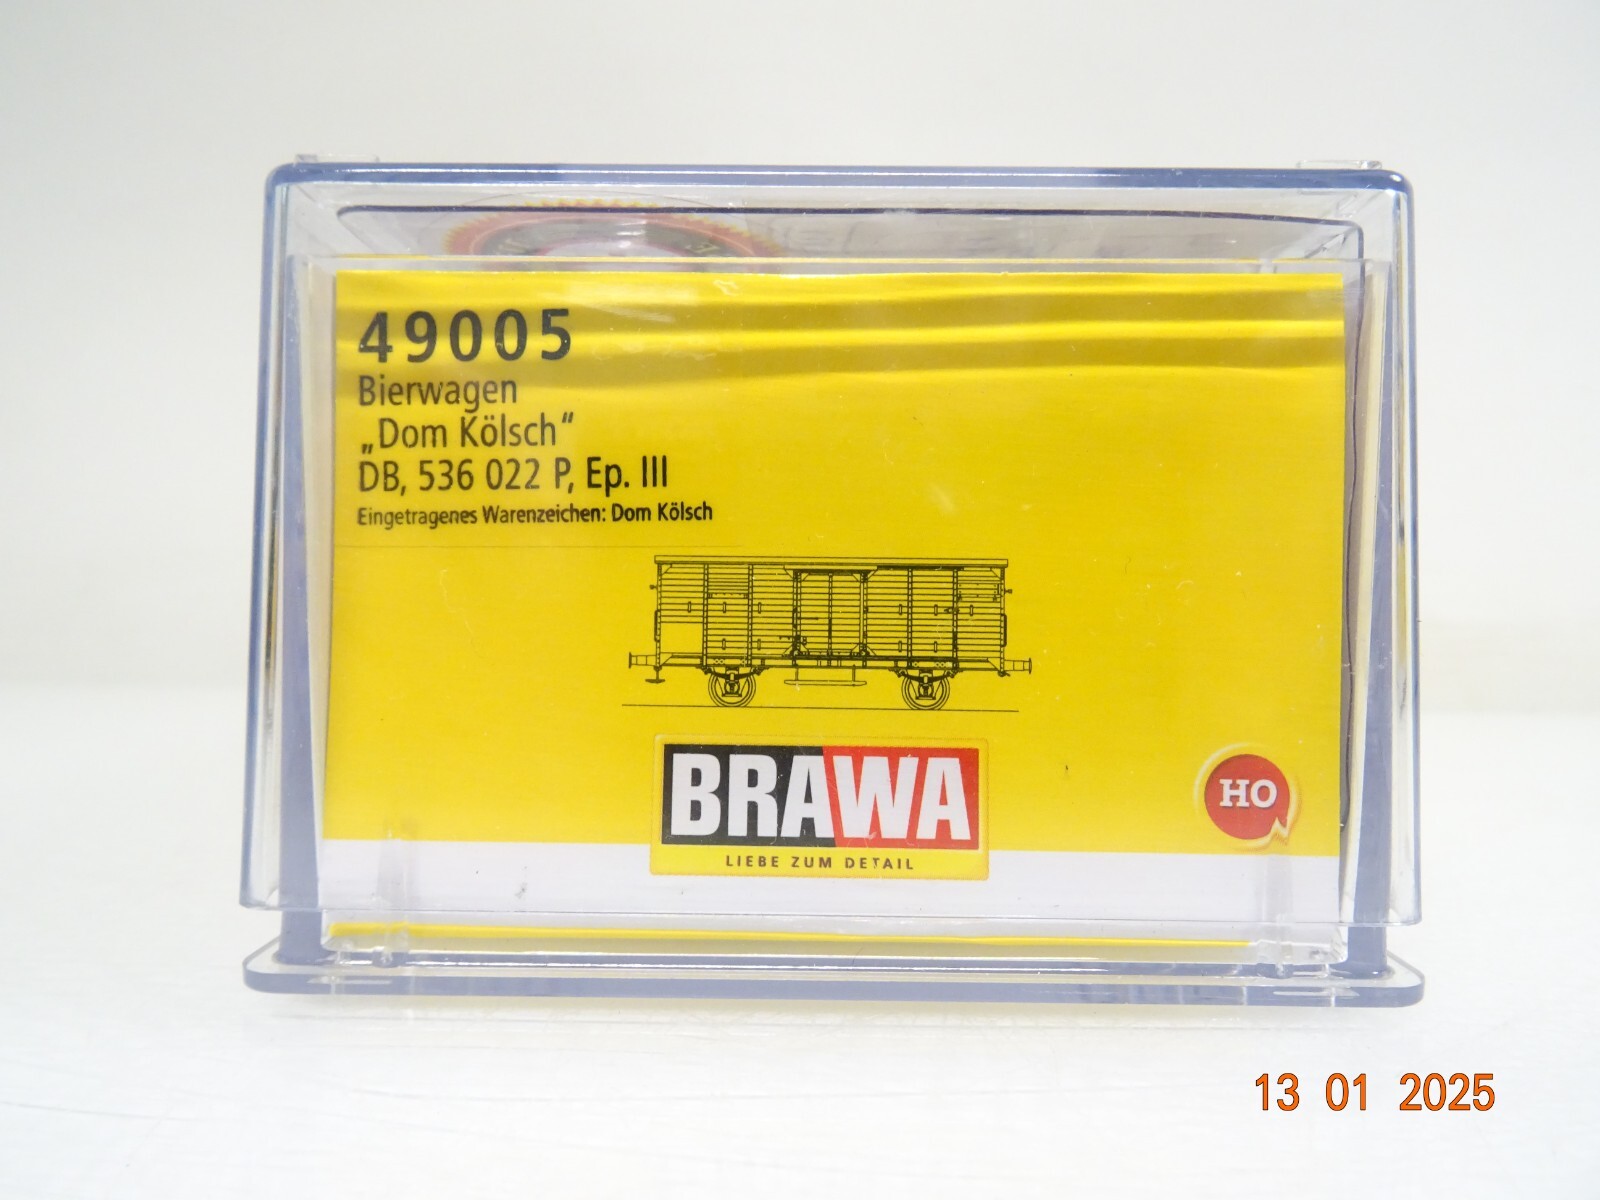 49005
Bierwagen
„Dom Kölsch“
DB, 536 022 P, Ep. III
Eingetragenes Warenzeichen: Dom Kölsch
BRAWA
LIEBE ZUM DETAIL
HO
13 01 2025